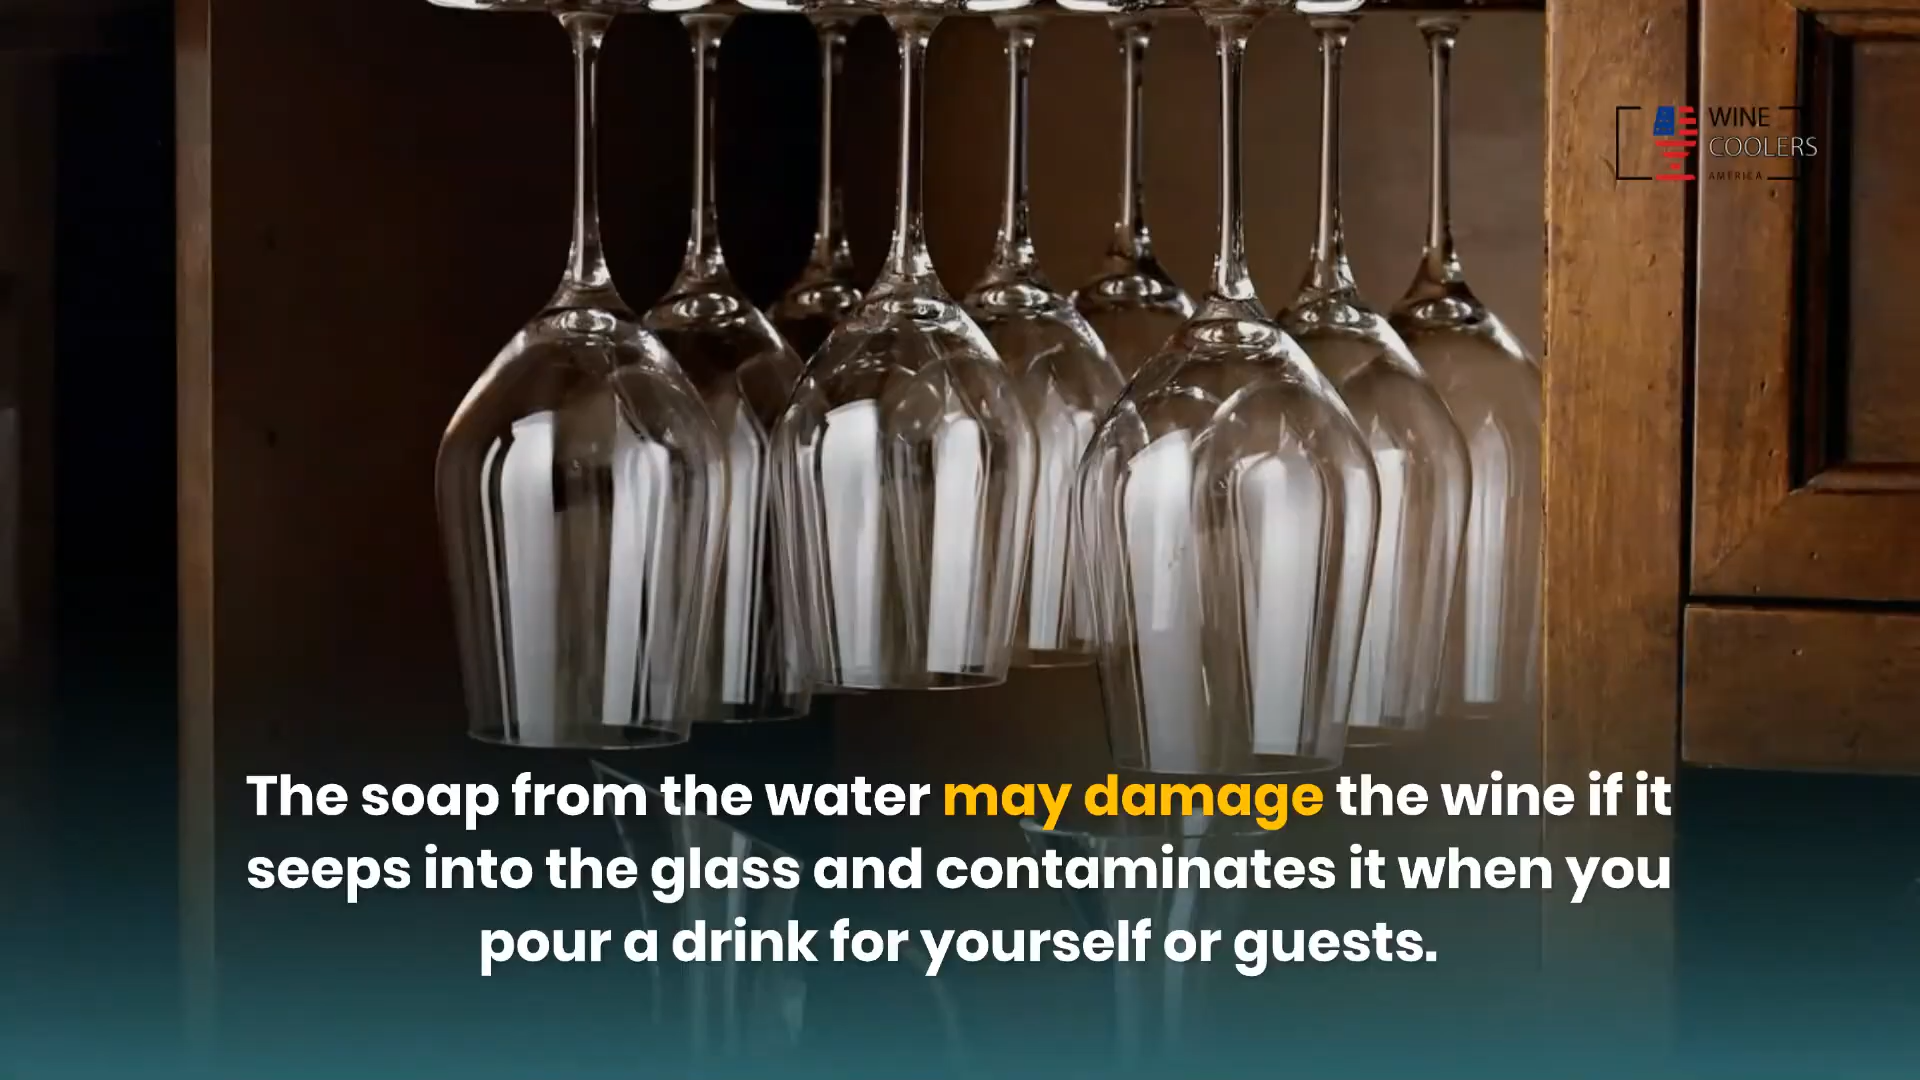 WINE
COOLERS
AMERICA
The soap from the water may damage the wine if it
seeps into the glass and contaminates it when you
pour a drink for yourself or guests.